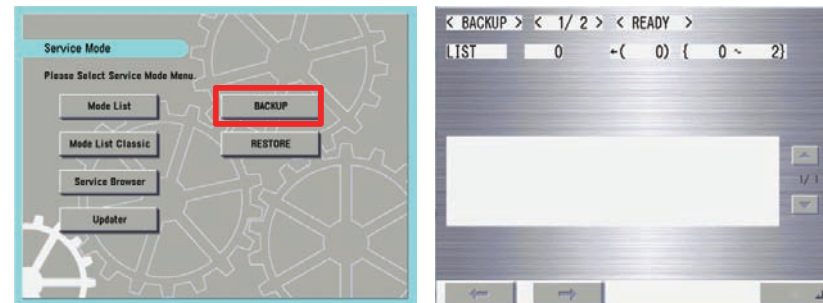 Service Mode
Please Select Service Mode Menu.
Mode List
BACKUP
Mode List Classic
RESTORE
Service Browser
Updater
< BACKUP > < 1/ 2 > < READY >
LIST 0 ←( 0) { 0 ~ 2}
1/ 1